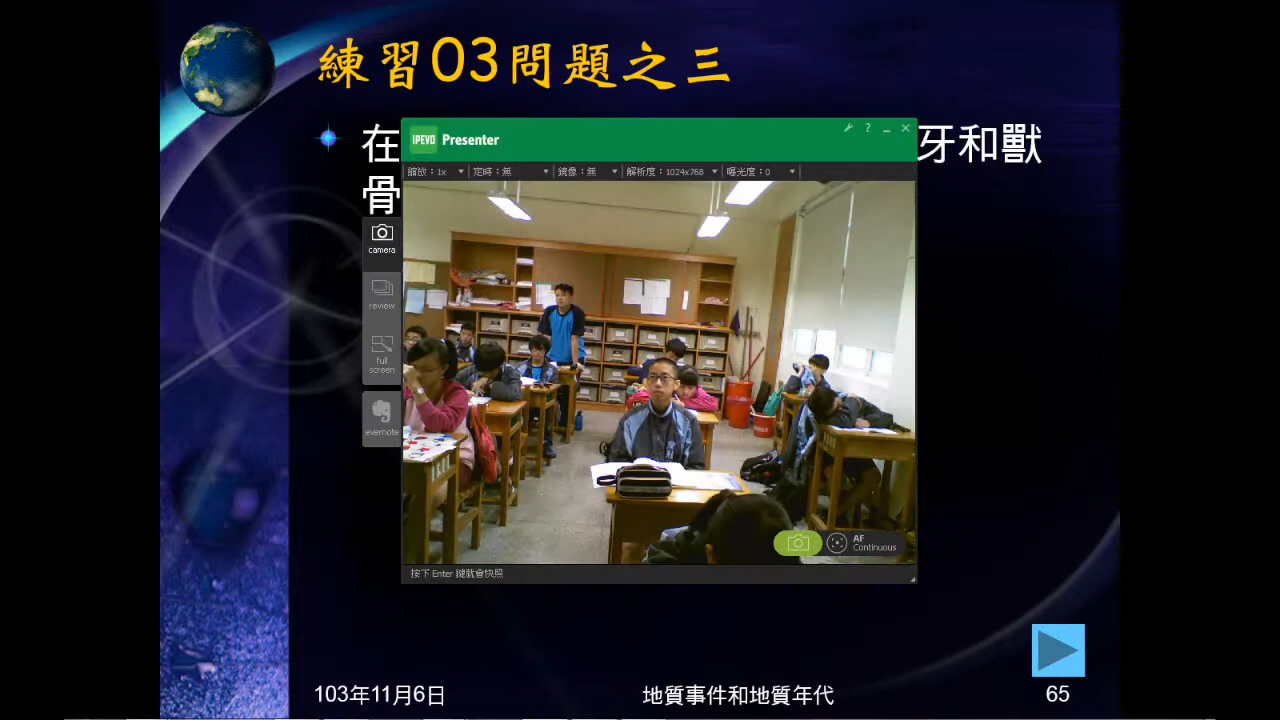 練習03問題之三
在
牙和獸
骨
IPEVO Presenter
縮放：1x 定時：無 鏡像：無 解析度：1024x768 曝光度：0
camera
review
full
screen
evernote
AF
Continuous
按下 Enter 鍵就會快照
103年11月6日
地質事件和地質年代
65